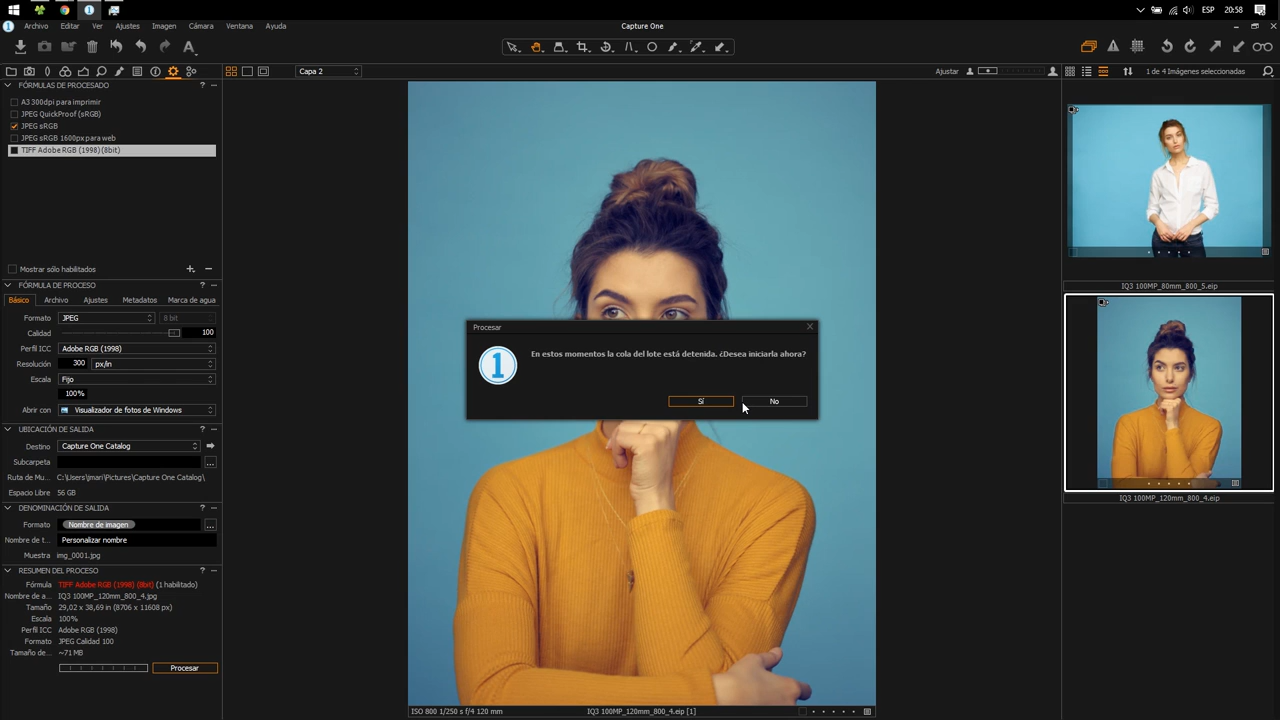 ESP 20:58
Archivo Editar Ver Ajustes Imagen Cámara Ventana Ayuda
Capture One
Capa 2
Ajustar
1 de 4 Imágenes seleccionadas
FÓRMULAS DE PROCESADO
A3 300dpi para imprimir
JPEG QuickProof (sRGB)
JPEG sRGB
JPEG sRGB 1600px para web
TIFF Adobe RGB (1998) (8bit)
Mostrar sólo habilitados
FÓRMULA DE PROCESO
Básico Archivo Ajustes Metadatos Marca de agua
Formato JPEG 8 bit
Calidad 100
Perfil ICC Adobe RGB (1998)
Resolución 300 px/in
Escala Fijo
100%
Abrir con Visualizador de fotos de Windows
UBICACIÓN DE SALIDA
Destino Capture One Catalog
Subcarpeta ...
Ruta de Mu... C:\Users\jmari\Pictures\Capture One Catalog\
Espacio Libre 56 GB
DENOMINACIÓN DE SALIDA
Formato Nombre de imagen ...
Nombre de t... Personalizar nombre
Muestra img_0001.jpg
RESUMEN DEL PROCESO
Fórmula TIFF Adobe RGB (1998) (8bit) (1 habilitado)
Nombre de a... IQ3 100MP_120mm_800_4.jpg
Tamaño 29,02 x 38,69 in (8706 x 11608 px)
Escala 100%
Perfil ICC Adobe RGB (1998)
Formato JPEG Calidad 100
Tamaño de... ~71 MB
Procesar
Procesar
1
En estos momentos la cola del lote está detenida. ¿Desea iniciarla ahora?
Sí No
ISO 800 1/250 s f/4 120 mm
IQ3 100MP_120mm_800_4.eip [1]
IQ3 100MP_80mm_800_5.eip
IQ3 100MP_120mm_800_4.eip